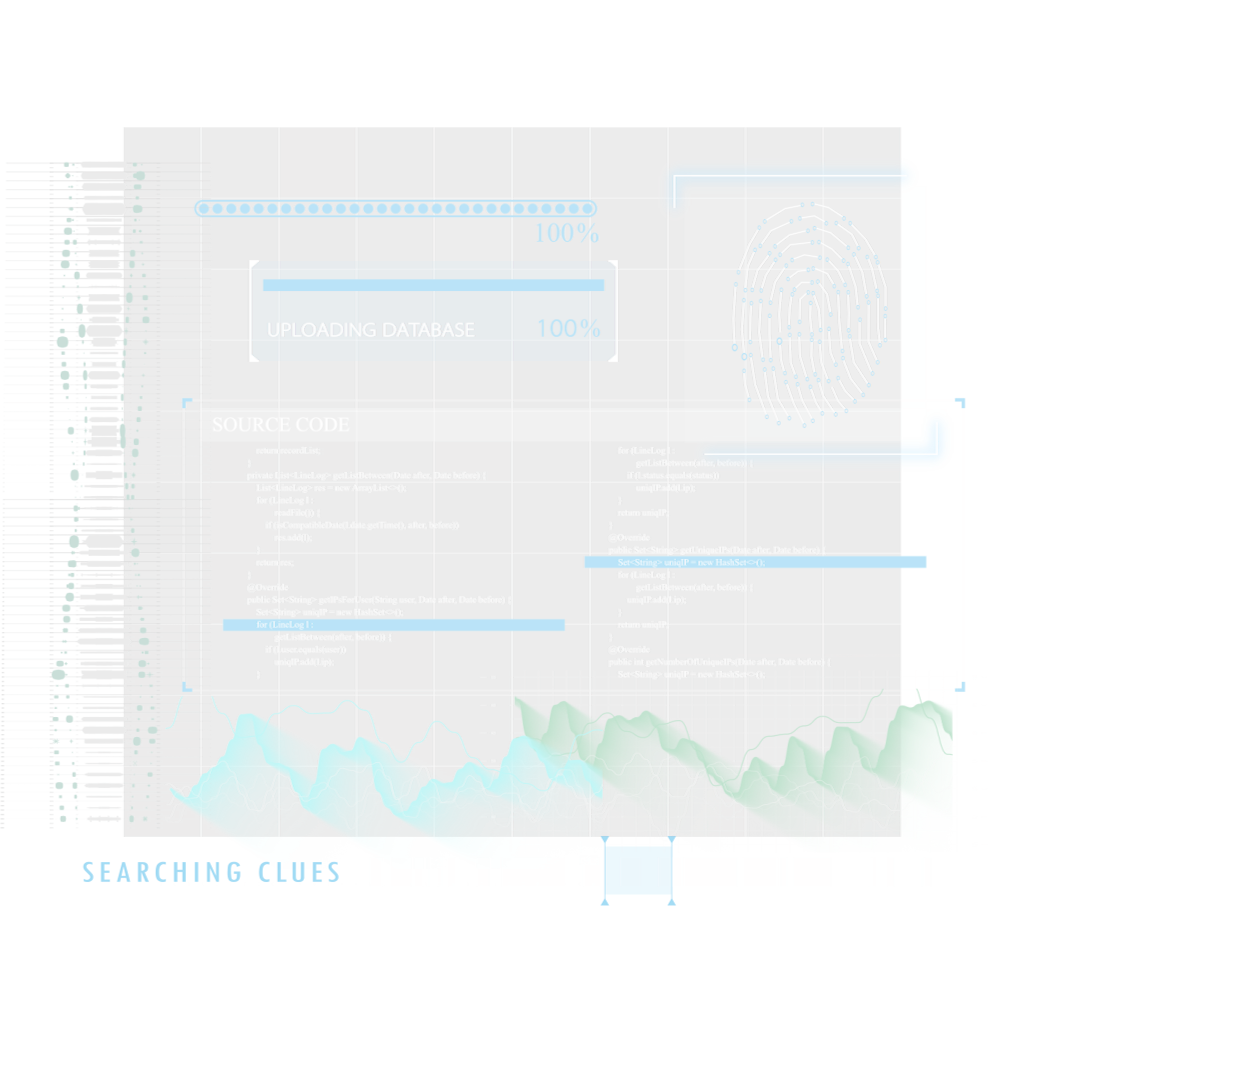 100%
UPLOADING DATABASE 100%
SOURCE CODE
return recordList;
}
private List<LineLog> getListBetween(Date after, Date before) {
List<LineLog> res = new ArrayList<>();
for (LineLog l :
readFile()) {
if (isCompatibleDate(l.date.getTime(), after, before))
res.add(l);
}
return res;
}
@Override
public Set<String> getIPsForUser(String user, Date after, Date before) {
Set<String> uniqIP = new HashSet<>();
for (LineLog l :
getListBetween(after, before)) {
uniqIP.add(l.ip);
}
for (LineLog l :
getListBetween(after, before)) {
if (l.status.equals(status))
uniqIP.add(l.ip);
}
return uniqIP;
}
@Override
public Set<String> getUniqueIPs(Date after, Date before) {
Set<String> uniqIP = new HashSet<>();
for (LineLog l :
getListBetween(after, before)) {
uniqIP.add(l.ip);
}
return uniqIP;
}
@Override
public int getNumberOfUniqueIPs(Date after, Date before) {
Set<String> uniqIP = new HashSet<>();
SEARCHING CLUES